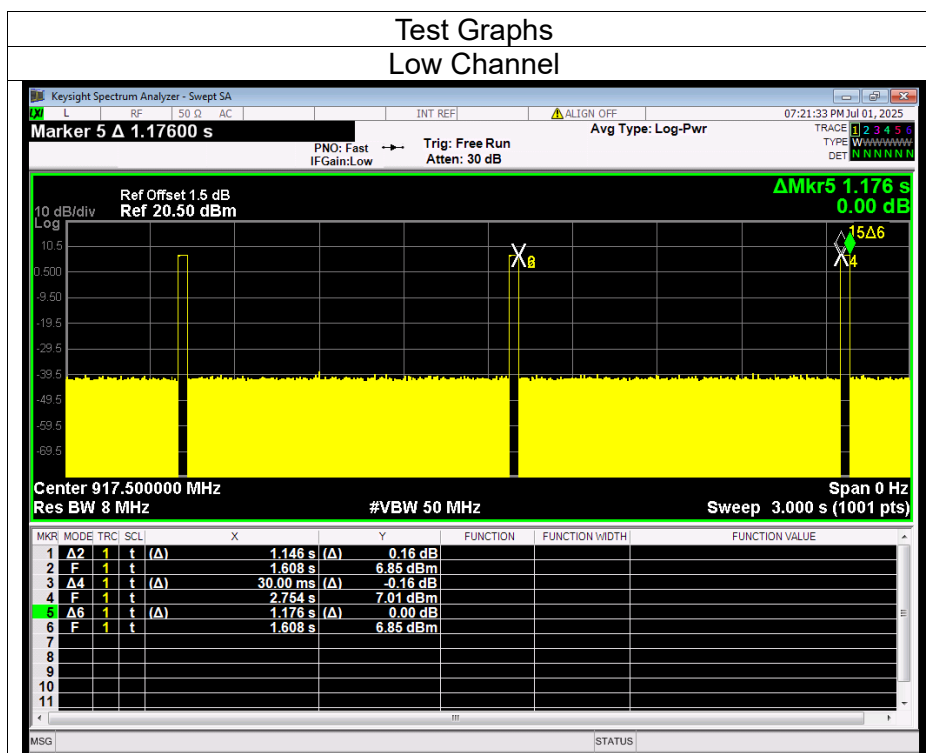 Test Graphs
Low Channel
Keysight Spectrum Analyzer - Swept SA
L RF 50 Ω AC INT REF ALIGN OFF 07:21:33 PM Jul 01, 2025
Marker 5 Δ 1.17600 s
PNO: Fast
IFGain:Low
Trig: Free Run
Atten: 30 dB
Avg Type: Log-Pwr
TRACE 1 2 3 4 5 6
TYPE WWWWWWW
DET N N N N N N
ΔMkr5 1.176 s
0.00 dB
Ref Offset 1.5 dB
10 dB/div Ref 20.50 dBm
Log
10.5
0.500
-9.50
-19.5
-29.5
-39.5
-49.5
-59.5
-69.5
15Δ6
4
Center 917.500000 MHz Span 0 Hz
Res BW 8 MHz #VBW 50 MHz Sweep 3.000 s (1001 pts)
MKR MODE TRC SCL X Y FUNCTION FUNCTION WIDTH FUNCTION VALUE
1 Δ2 1 t (Δ) 1.146 s (Δ) 0.16 dB
2 F 1 t 1.608 s 6.85 dBm
3 Δ4 1 t (Δ) 30.00 ms (Δ) -0.16 dB
4 F 1 t 2.754 s 7.01 dBm
5 Δ6 1 t (Δ) 1.176 s (Δ) 0.00 dB
6 F 1 t 1.608 s 6.85 dBm
7
8
9
10
11
MSG STATUS